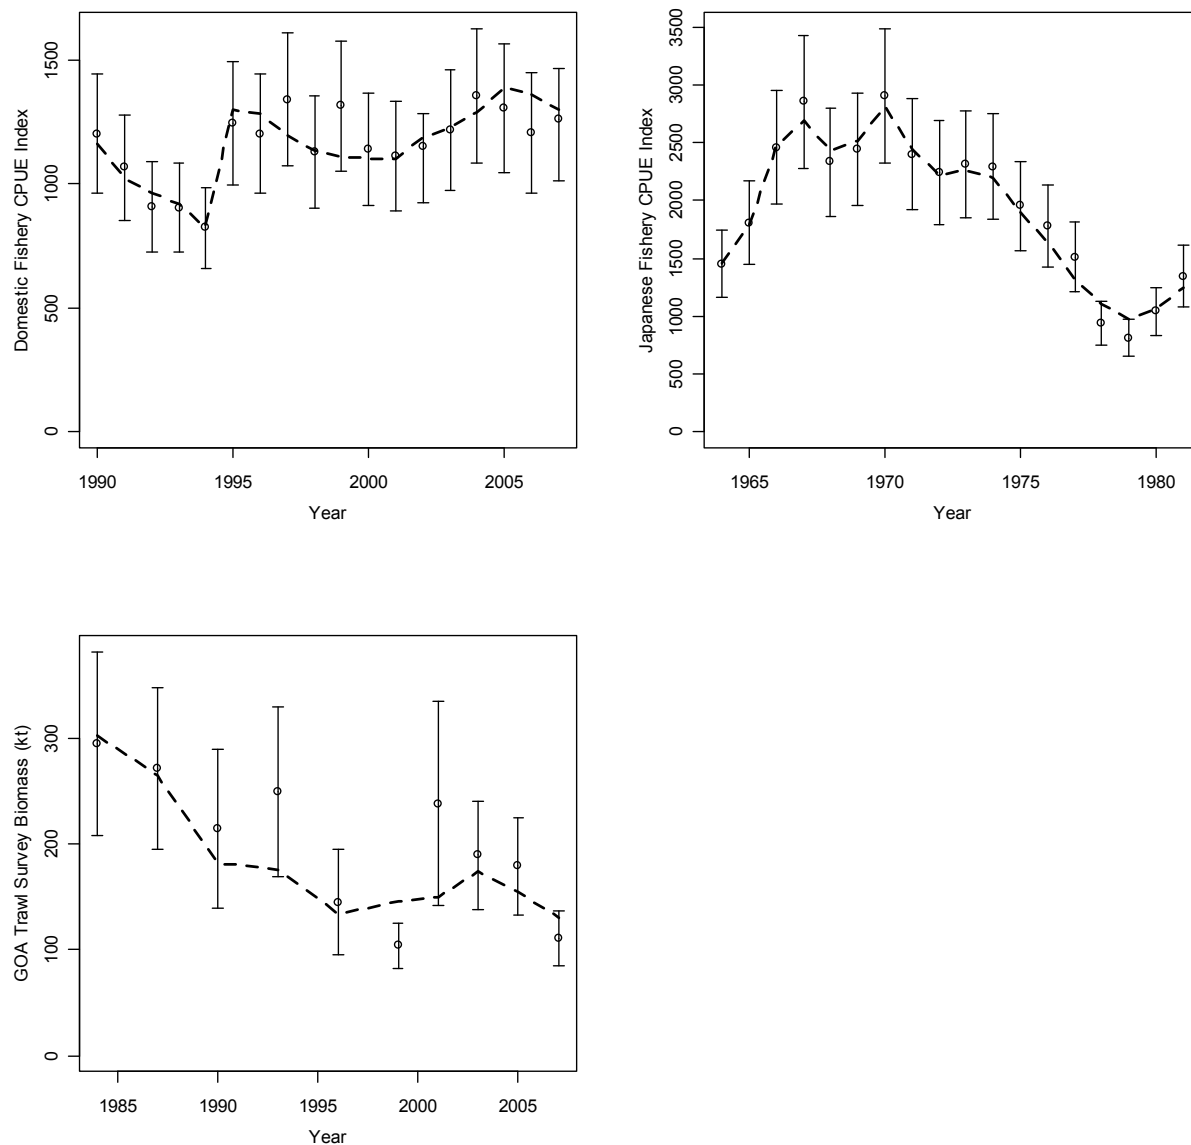 Domestic Fishery CPUE Index
1500
1000
500
0
1990 1995 2000 2005
Year
Japanese Fishery CPUE Index
3500
3000
2500
2000
1500
1000
500
0
1965 1970 1975 1980
Year
GOA Trawl Survey Biomass (kt)
300
200
100
0
1985 1990 1995 2000 2005
Year